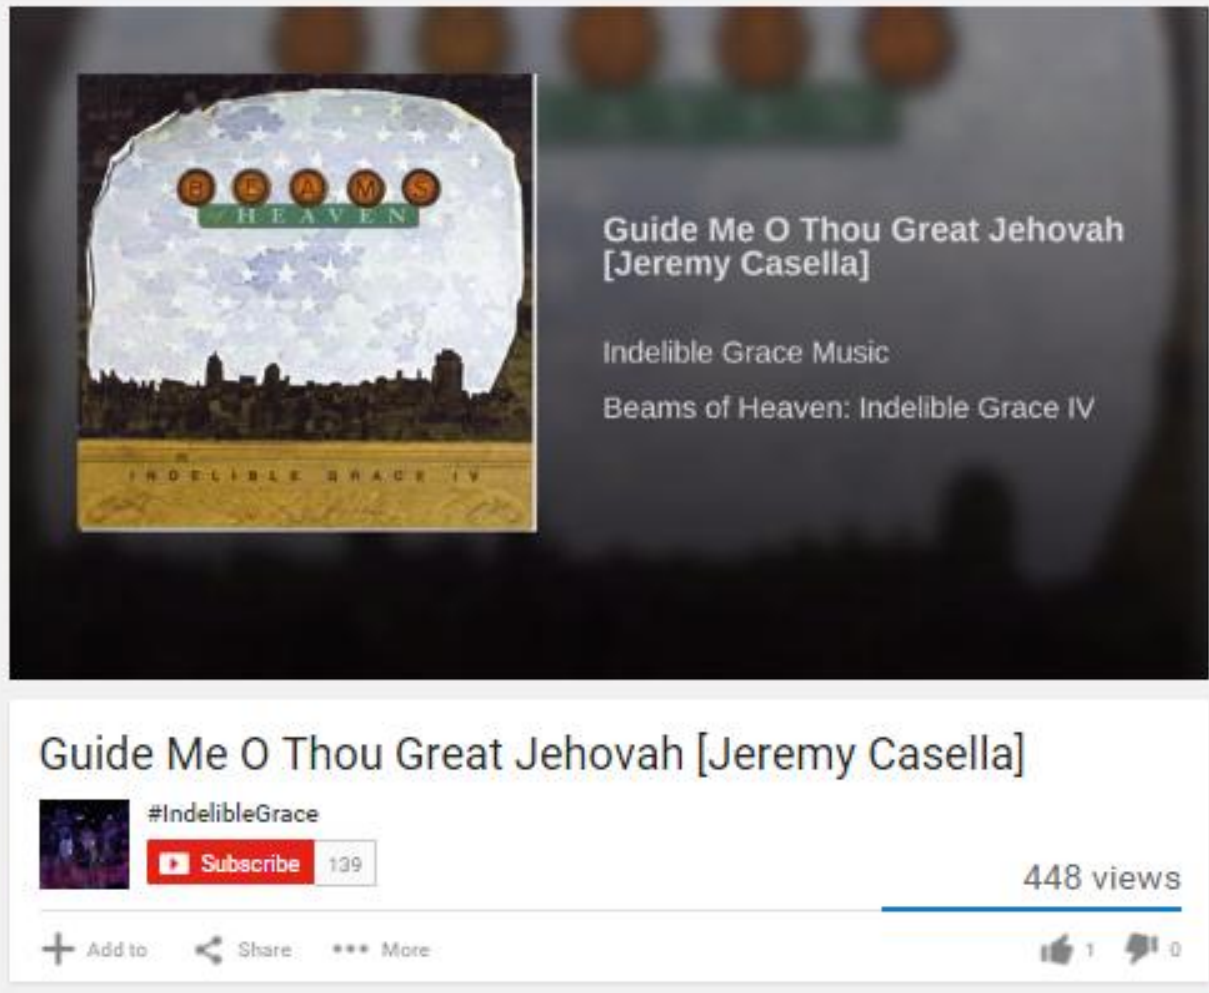 BEAMS
of HEAVEN
INDELIBLE GRACE IV
Guide Me O Thou Great Jehovah
[Jeremy Casella]
Indelible Grace Music
Beams of Heaven: Indelible Grace IV
Guide Me O Thou Great Jehovah [Jeremy Casella]
#IndelibleGrace
Subscribe 139
448 views
Add to Share More 1 0